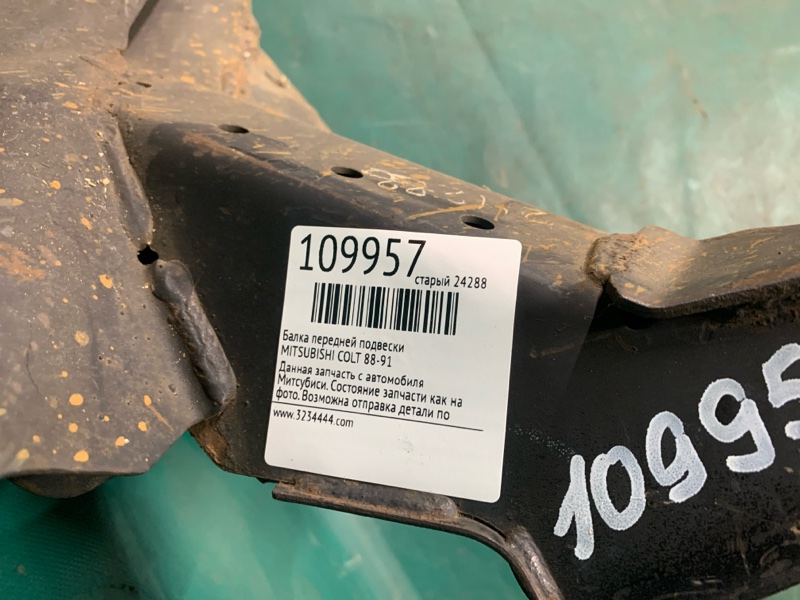 109957
старый 24288
Балка передней подвески
MITSUBISHI COLT 88-91
Данная запчасть с автомобиля
Митсубиси. Состояние запчасти как на
фото. Возможна отправка детали по
www.3234444.com
10995